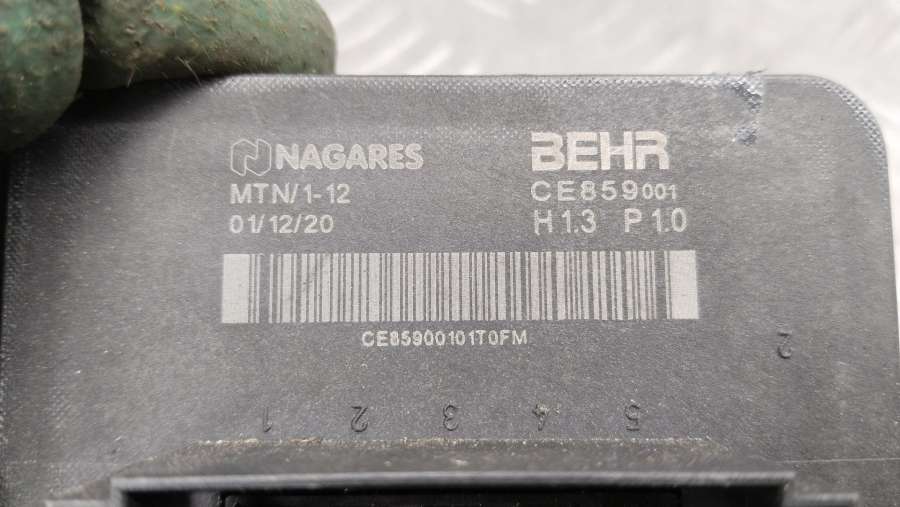 NAGARES BEHR
MTN/1-12 CE859001
01/12/20 H1.3 P1.0
CE85900101T0FM
2
1 2 3 4 5